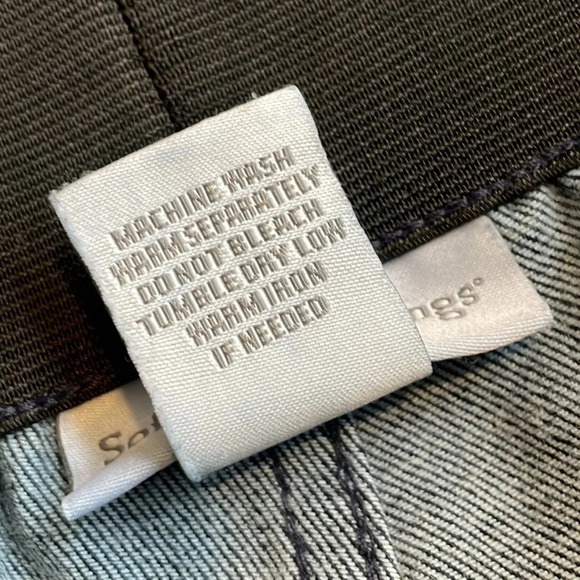 MACHINE WASH
WARM SEPARATELY
DO NOT BLEACH
TUMBLE DRY LOW
WARM IRON
IF NEEDED